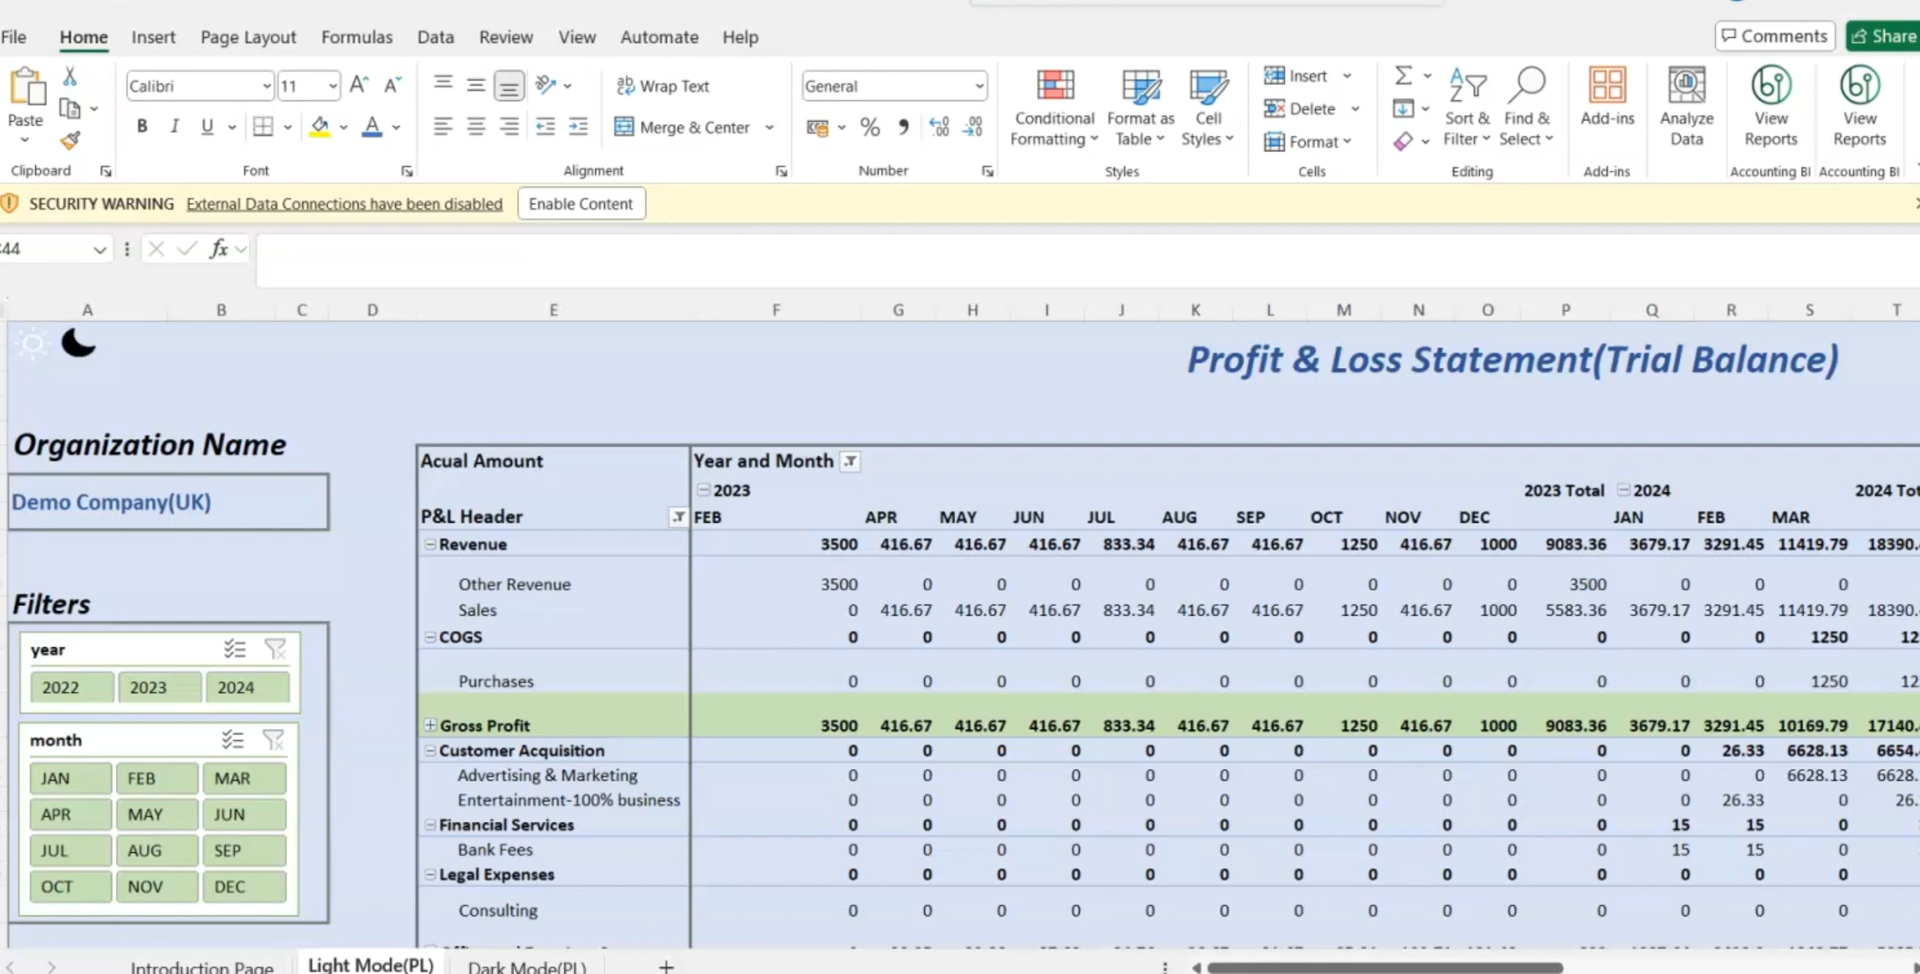 File Home Insert Page Layout Formulas Data Review View Automate Help Comments Share
Calibri 11 Wrap Text General Insert
Paste Conditional Format as Cell Delete Sort & Find & Add-ins Analyze View View
B I U Merge & Center % Formatting Table Styles Format Filter Select Data Reports Reports
Clipboard Font Alignment Number Styles Cells Editing Add-ins Accounting BI Accounting BI
SECURITY WARNING External Data Connections have been disabled Enable Content
44 fx
A B C D E F G H I J K L M N O P Q R S T
Profit & Loss Statement(Trial Balance)
Organization Name
Demo Company(UK)
Filters
year
2022 2023 2024
month
JAN FEB MAR
APR MAY JUN
JUL AUG SEP
OCT NOV DEC
Acual Amount Year and Month
2023 2023 Total 2024 2024 Tot
P&L Header FEB APR MAY JUN JUL AUG SEP OCT NOV DEC JAN FEB MAR
Revenue 3500 416.67 416.67 416.67 833.34 416.67 416.67 1250 416.67 1000 9083.36 3679.17 3291.45 11419.79 18390.
Other Revenue 3500 0 0 0 0 0 0 0 0 0 3500 0 0 0
Sales 0 416.67 416.67 416.67 833.34 416.67 416.67 1250 416.67 1000 5583.36 3679.17 3291.45 11419.79 18390.
COGS 0 0 0 0 0 0 0 0 0 0 0 0 0 1250 12
Purchases 0 0 0 0 0 0 0 0 0 0 0 0 0 1250 12
Gross Profit 3500 416.67 416.67 416.67 833.34 416.67 416.67 1250 416.67 1000 9083.36 3679.17 3291.45 10169.79 17140.
Customer Acquisition 0 0 0 0 0 0 0 0 0 0 0 0 26.33 6628.13 6654.
Advertising & Marketing 0 0 0 0 0 0 0 0 0 0 0 0 0 6628.13 6628.
Entertainment-100% business 0 0 0 0 0 0 0 0 0 0 0 0 26.33 0 26.
Financial Services 0 0 0 0 0 0 0 0 0 0 0 15 15 0
Bank Fees 0 0 0 0 0 0 0 0 0 0 0 15 15 0
Legal Expenses 0 0 0 0 0 0 0 0 0 0 0 0 0 0
Consulting 0 0 0 0 0 0 0 0 0 0 0 0 0 0
Introduction Page Light Mode(PL) Dark Mode(PL)